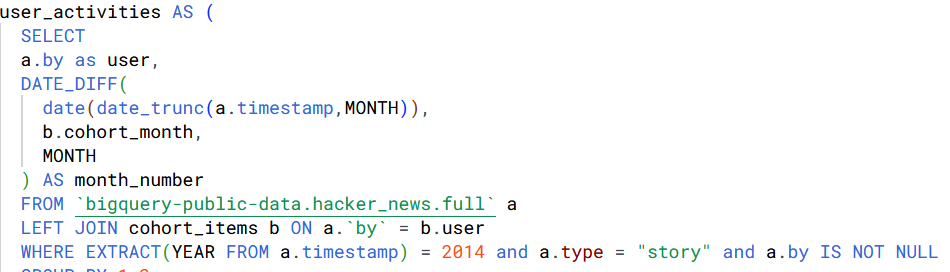 user_activities AS (
SELECT
a.by as user,
DATE_DIFF(
date(date_trunc(a.timestamp,MONTH)),
b.cohort_month,
MONTH
) AS month_number
FROM `bigquery-public-data.hacker_news.full` a
LEFT JOIN cohort_items b ON a.`by` = b.user
WHERE EXTRACT(YEAR FROM a.timestamp) = 2014 and a.type = "story" and a.by IS NOT NULL